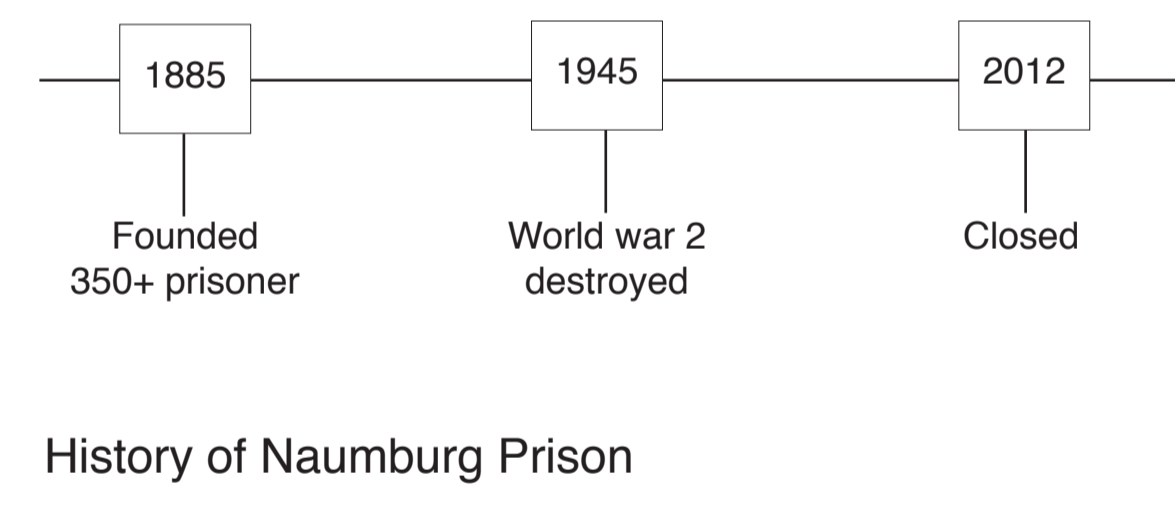 1885
1945
2012
Founded
350+ prisoner
World war 2
destroyed
Closed
History of Naumburg Prison